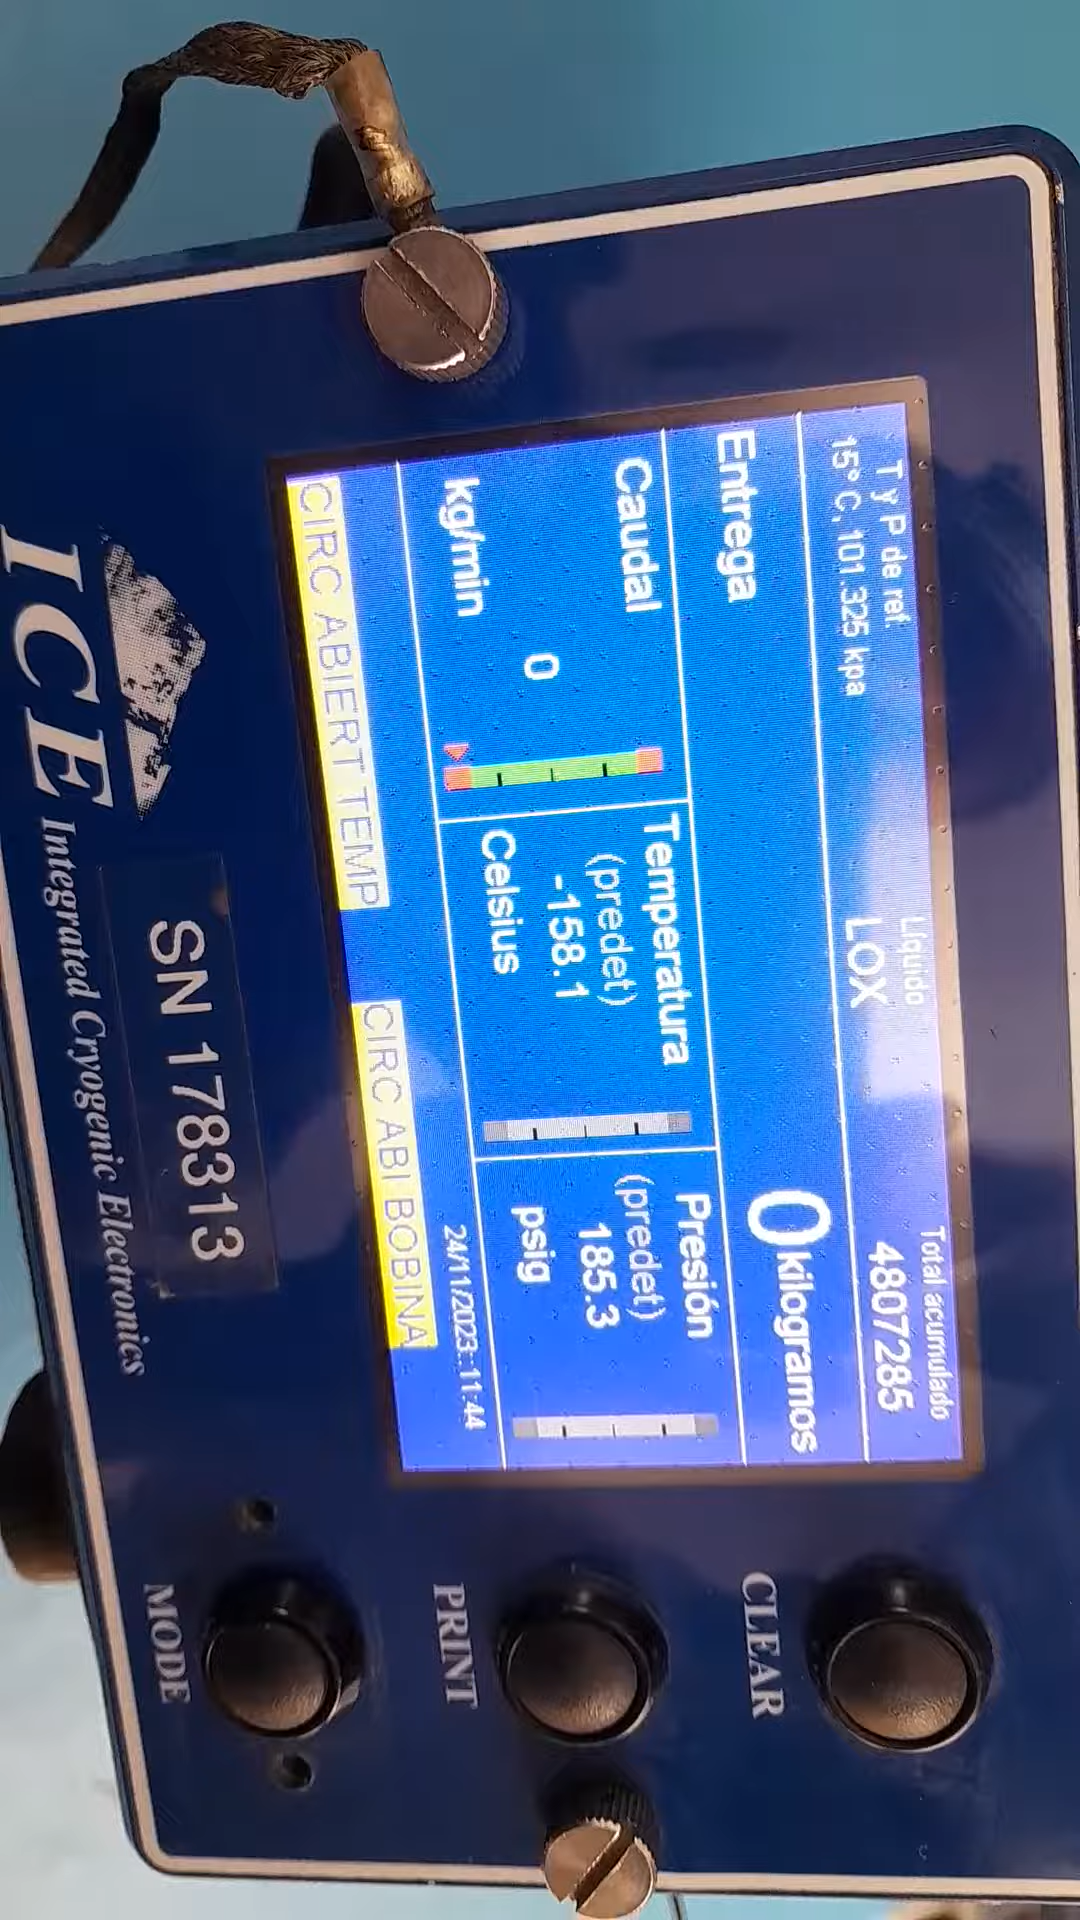 T y P de ref.
15° C, 101.325 kpa
Líquido
LOX
Total acumulado
4807285
Entrega
0 kilogramos
Caudal
0
kg/min
Temperatura
(predet)
-158.1
Celsius
Presión
(predet)
185.3
psig
24/11/2023::11:44
CIRC ABIERT TEMP
CIRC ABI BOBINA
CLEAR
PRINT
MODE
ICE Integrated Cryogenic Electronics
SN 178313